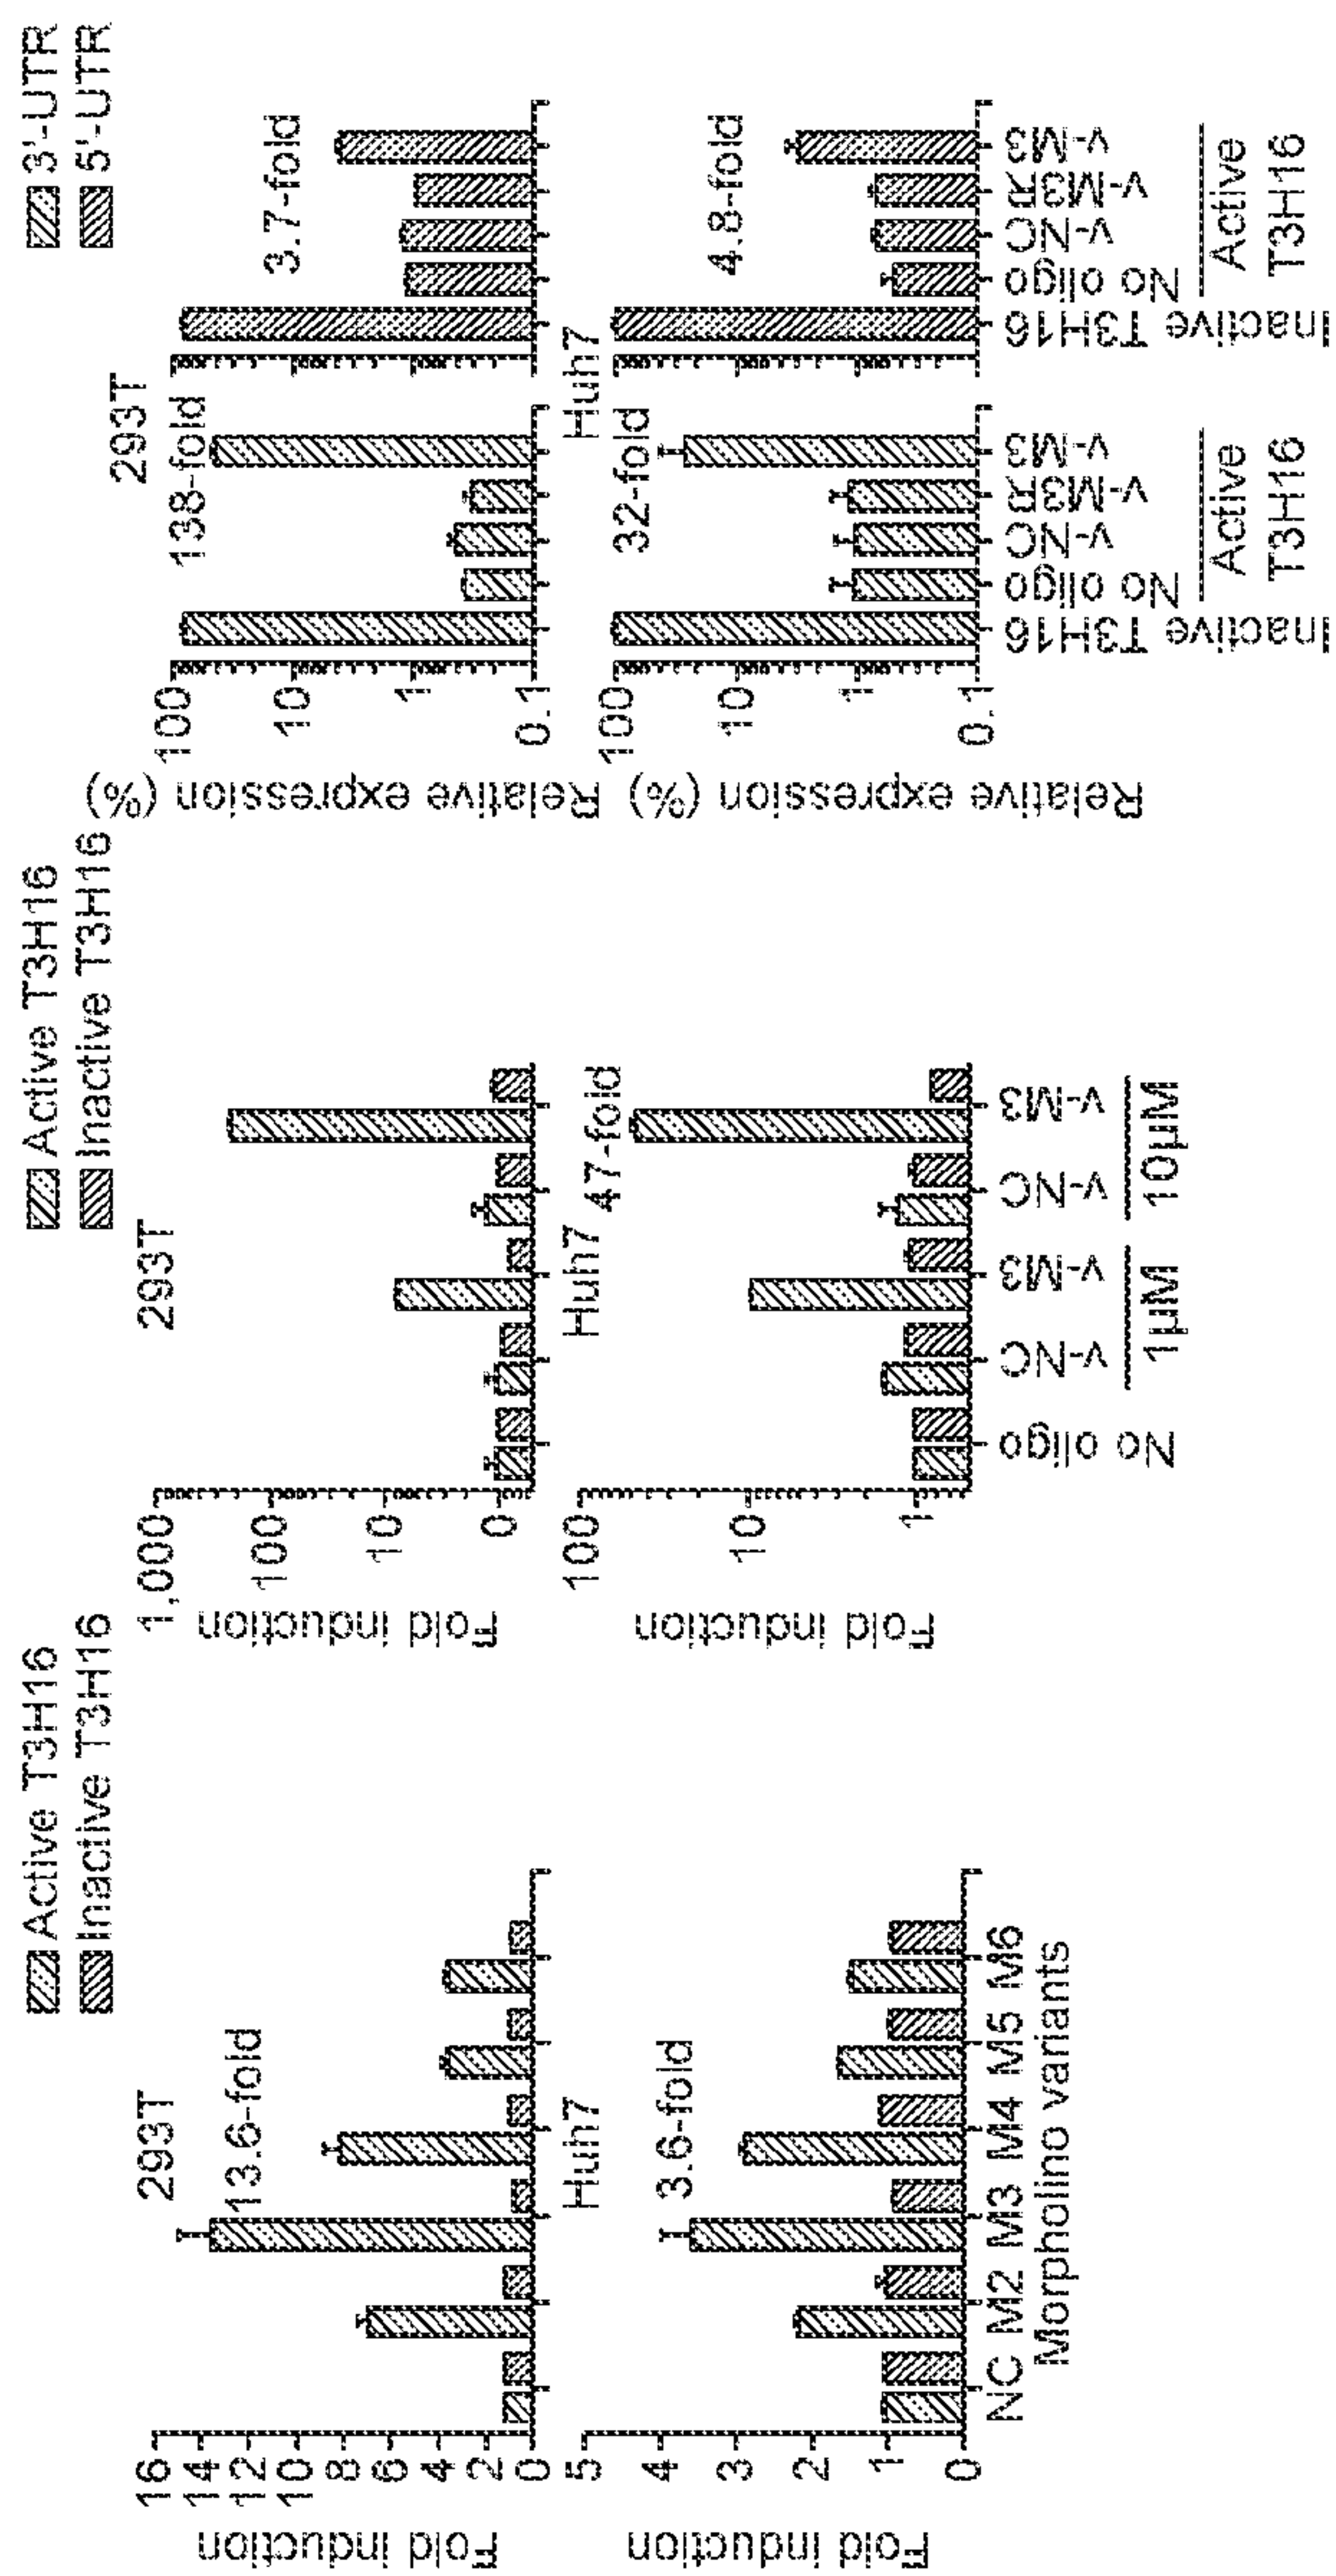 Active T3H16
Inactive T3H16
293T
Fold induction
16
14
12
10
8
6
4
2
0
13.6-fold
Huh7
Fold induction
5
4
3
2
1
0
3.6-fold
NC M2 M3 M4 M5 M6
Morpholino variants
Active T3H16
Inactive T3H16
293T
Fold induction
1,000
100
10
0
Huh7
Fold induction
100
10
1
47-fold
No oligo
v-NC
v-M3
v-NC
v-M3
1µM
10µM
3'-UTR
5'-UTR
293T
Relative expression (%)
100
10
1
0.1
138-fold
3.7-fold
Huh7
Relative expression (%)
100
10
1
0.1
32-fold
4.8-fold
Inactive T3H16
No oligo
v-NC
v-M3R
v-M3
Active
T3H16
Inactive T3H16
No oligo
v-NC
v-M3R
v-M3
Active
T3H16